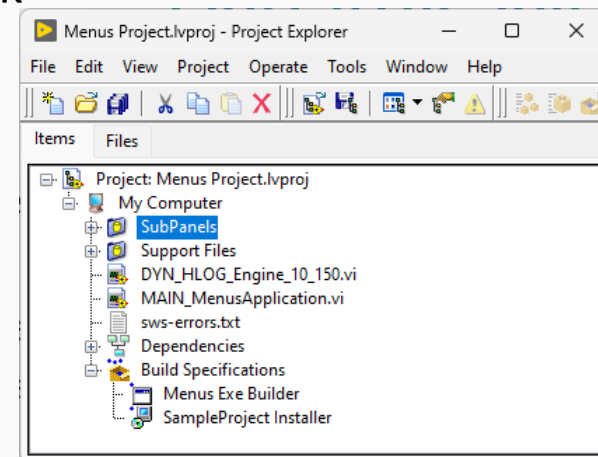 Menus Project.lvproj - Project Explorer
File Edit View Project Operate Tools Window Help
Items Files
Project: Menus Project.lvproj
My Computer
SubPanels
Support Files
DYN_HLOG_Engine_10_150.vi
MAIN_MenusApplication.vi
sws-errors.txt
Dependencies
Build Specifications
Menus Exe Builder
SampleProject Installer